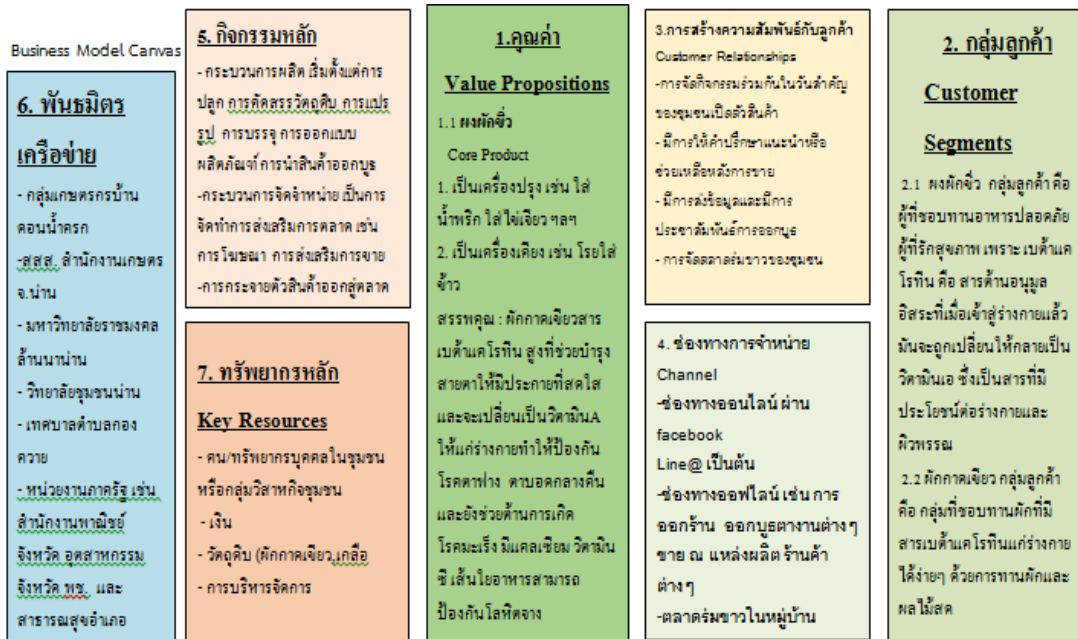 Business Model Canvas
6. พันธมิตร
เครือข่าย
- กลุ่มเกษตรกรบ้าน
ดอนน้ำครก
-สสส. สำนักงานเกษตร
จ.น่าน
- มหาวิทยาลัยราชมงคล
ล้านนาน่าน
- วิทยาลัยชุมชนน่าน
- เทศบาลตำบลกอง
ควาย
- หน่วยงานภาครัฐ เช่น
สำนักงานพาณิชย์
จังหวัด อุตสาหกรรม
จังหวัด พช. และ
สาธารณสุขอำเภอ
5. กิจกรรมหลัก
- กระบวนการผลิต เริ่มตั้งแต่การ
ปลูก การคัดสรรวัตถุดิบ การแปร
รูป การบรรจุ การออกแบบ
ผลิตภัณฑ์ การนำสินค้าออกบูธ
-กระบวนการจัดจำหน่าย เป็นการ
จัดทำการส่งเสริมการตลาด เช่น
การโฆษณา การส่งเสริมการขาย
-การกระจายตัวสินค้าออกสู่ตลาด
7. ทรัพยากรหลัก
Key Resources
- คน/ทรัพยากรบุคคลในชุมชน
หรือกลุ่มวิสาหกิจชุมชน
- เงิน
- วัตถุดิบ (ผักกาดเขียว,เกลือ
- การบริหารจัดการ
1.คุณค่า
Value Propositions
1.1 ผงผักซิ่ว
Core Product
1. เป็นเครื่องปรุง เช่น ใส่
น้ำพริก ใส่ไข่เจียว ฯลฯ
2. เป็นเครื่องเคียง เช่น โรยใส่
ข้าว
สรรพคุณ : ผักกาดเขียวสาร
เบต้าแคโรทีน สูงที่ช่วยบำรุง
สายตาให้มีประกายที่สดใส
และจะเปลี่ยนเป็นวิตามินA
ให้แก่ร่างกายทำให้ป้องกัน
โรคตาฟาง ตาบอดกลางคืน
และยังช่วยต้านการเกิด
โรคมะเร็ง มีแคลเซียม วิตามิน
ซี เส้นใยอาหารสามารถ
ป้องกันโลหิตจาง
3.การสร้างความสัมพันธ์กับลูกค้า
Customer Relationships
-การจัดกิจกรรมร่วมกันในวันสำคัญ
ของชุมชนเปิดตัวสินค้า
- มีการให้คำปรึกษาแนะนำหรือ
ช่วยเหลือหลังการขาย
- มีการส่งข้อมูลและมีการ
ประชาสัมพันธ์การออกบูธ
- การจัดตลาดร่มขาวของชุมชน
4. ช่องทางการจำหน่าย
Channel
-ช่องทางออนไลน์ ผ่าน
facebook
Line@ เป็นต้น
-ช่องทางออฟไลน์ เช่น การ
ออกร้าน ออกบูธตางานต่างๆ
ขาย ณ แหล่งผลิต ร้านค้า
ต่างๆ
-ตลาดร่มขาวในหมู่บ้าน
2. กลุ่มลูกค้า
Customer
Segments
2.1 ผงผักซิ่ว กลุ่มลูกค้า คือ
ผู้ที่ชอบทานอาหารปลอดภัย
ผู้ที่รักสุขภาพ เพราะเบต้าแค
โรทีน คือ สารต้านอนุมูล
อิสระที่เมื่อเข้าสู่ร่างกายแล้ว
มันจะถูกเปลี่ยนให้กลายเป็น
วิตามินเอ ซึ่งเป็นสารที่มี
ประโยชน์ต่อร่างกายและ
ผิวพรรณ
2.2 ผักกาดเขียว กลุ่มลูกค้า
คือ กลุ่มที่ชอบทานผักที่มี
สารเบต้าแคโรทีนแก่ร่างกาย
ได้ง่ายๆ ด้วยการทานผักและ
ผลไม้สด